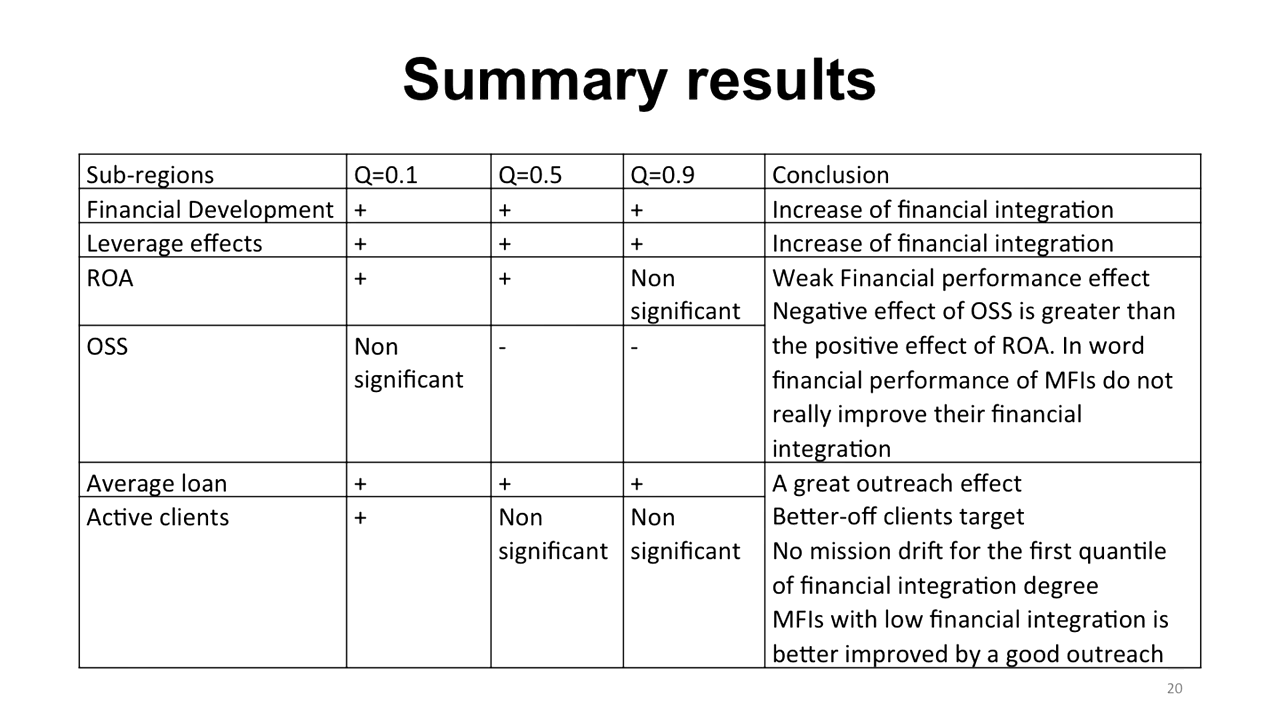 Summary results
Sub-regions Q=0.1 Q=0.5 Q=0.9 Conclusion
Financial Development + + + Increase of financial integration
Leverage effects + + + Increase of financial integration
ROA + + Non significant
OSS Non significant - -
Weak Financial performance effect
Negative effect of OSS is greater than
the positive effect of ROA. In word
financial performance of MFIs do not
really improve their financial
integration
Average loan + + +
Active clients + Non significant Non significant
A great outreach effect
Better-off clients target
No mission drift for the first quantile
of financial integration degree
MFIs with low financial integration is
better improved by a good outreach
20